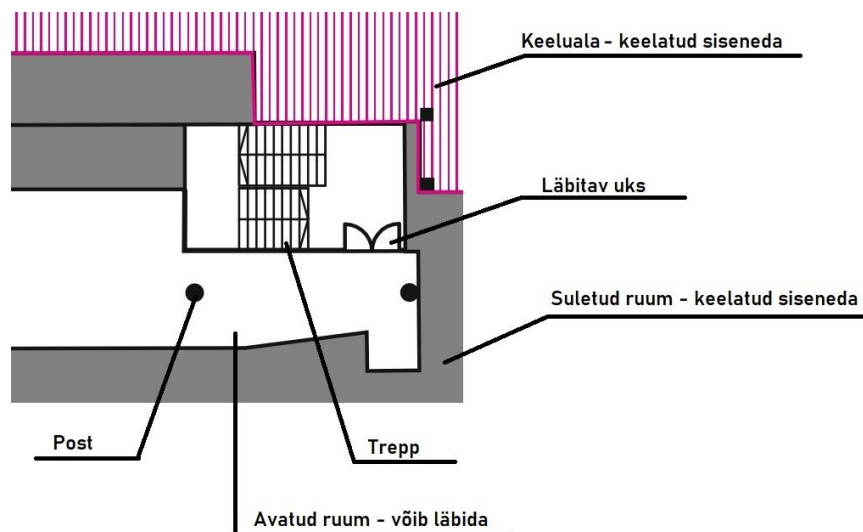 Keeluala - keelatud siseneda
Läbitav uks
Suletud ruum - keelatud siseneda
Post
Trepp
Avatud ruum - võib läbida